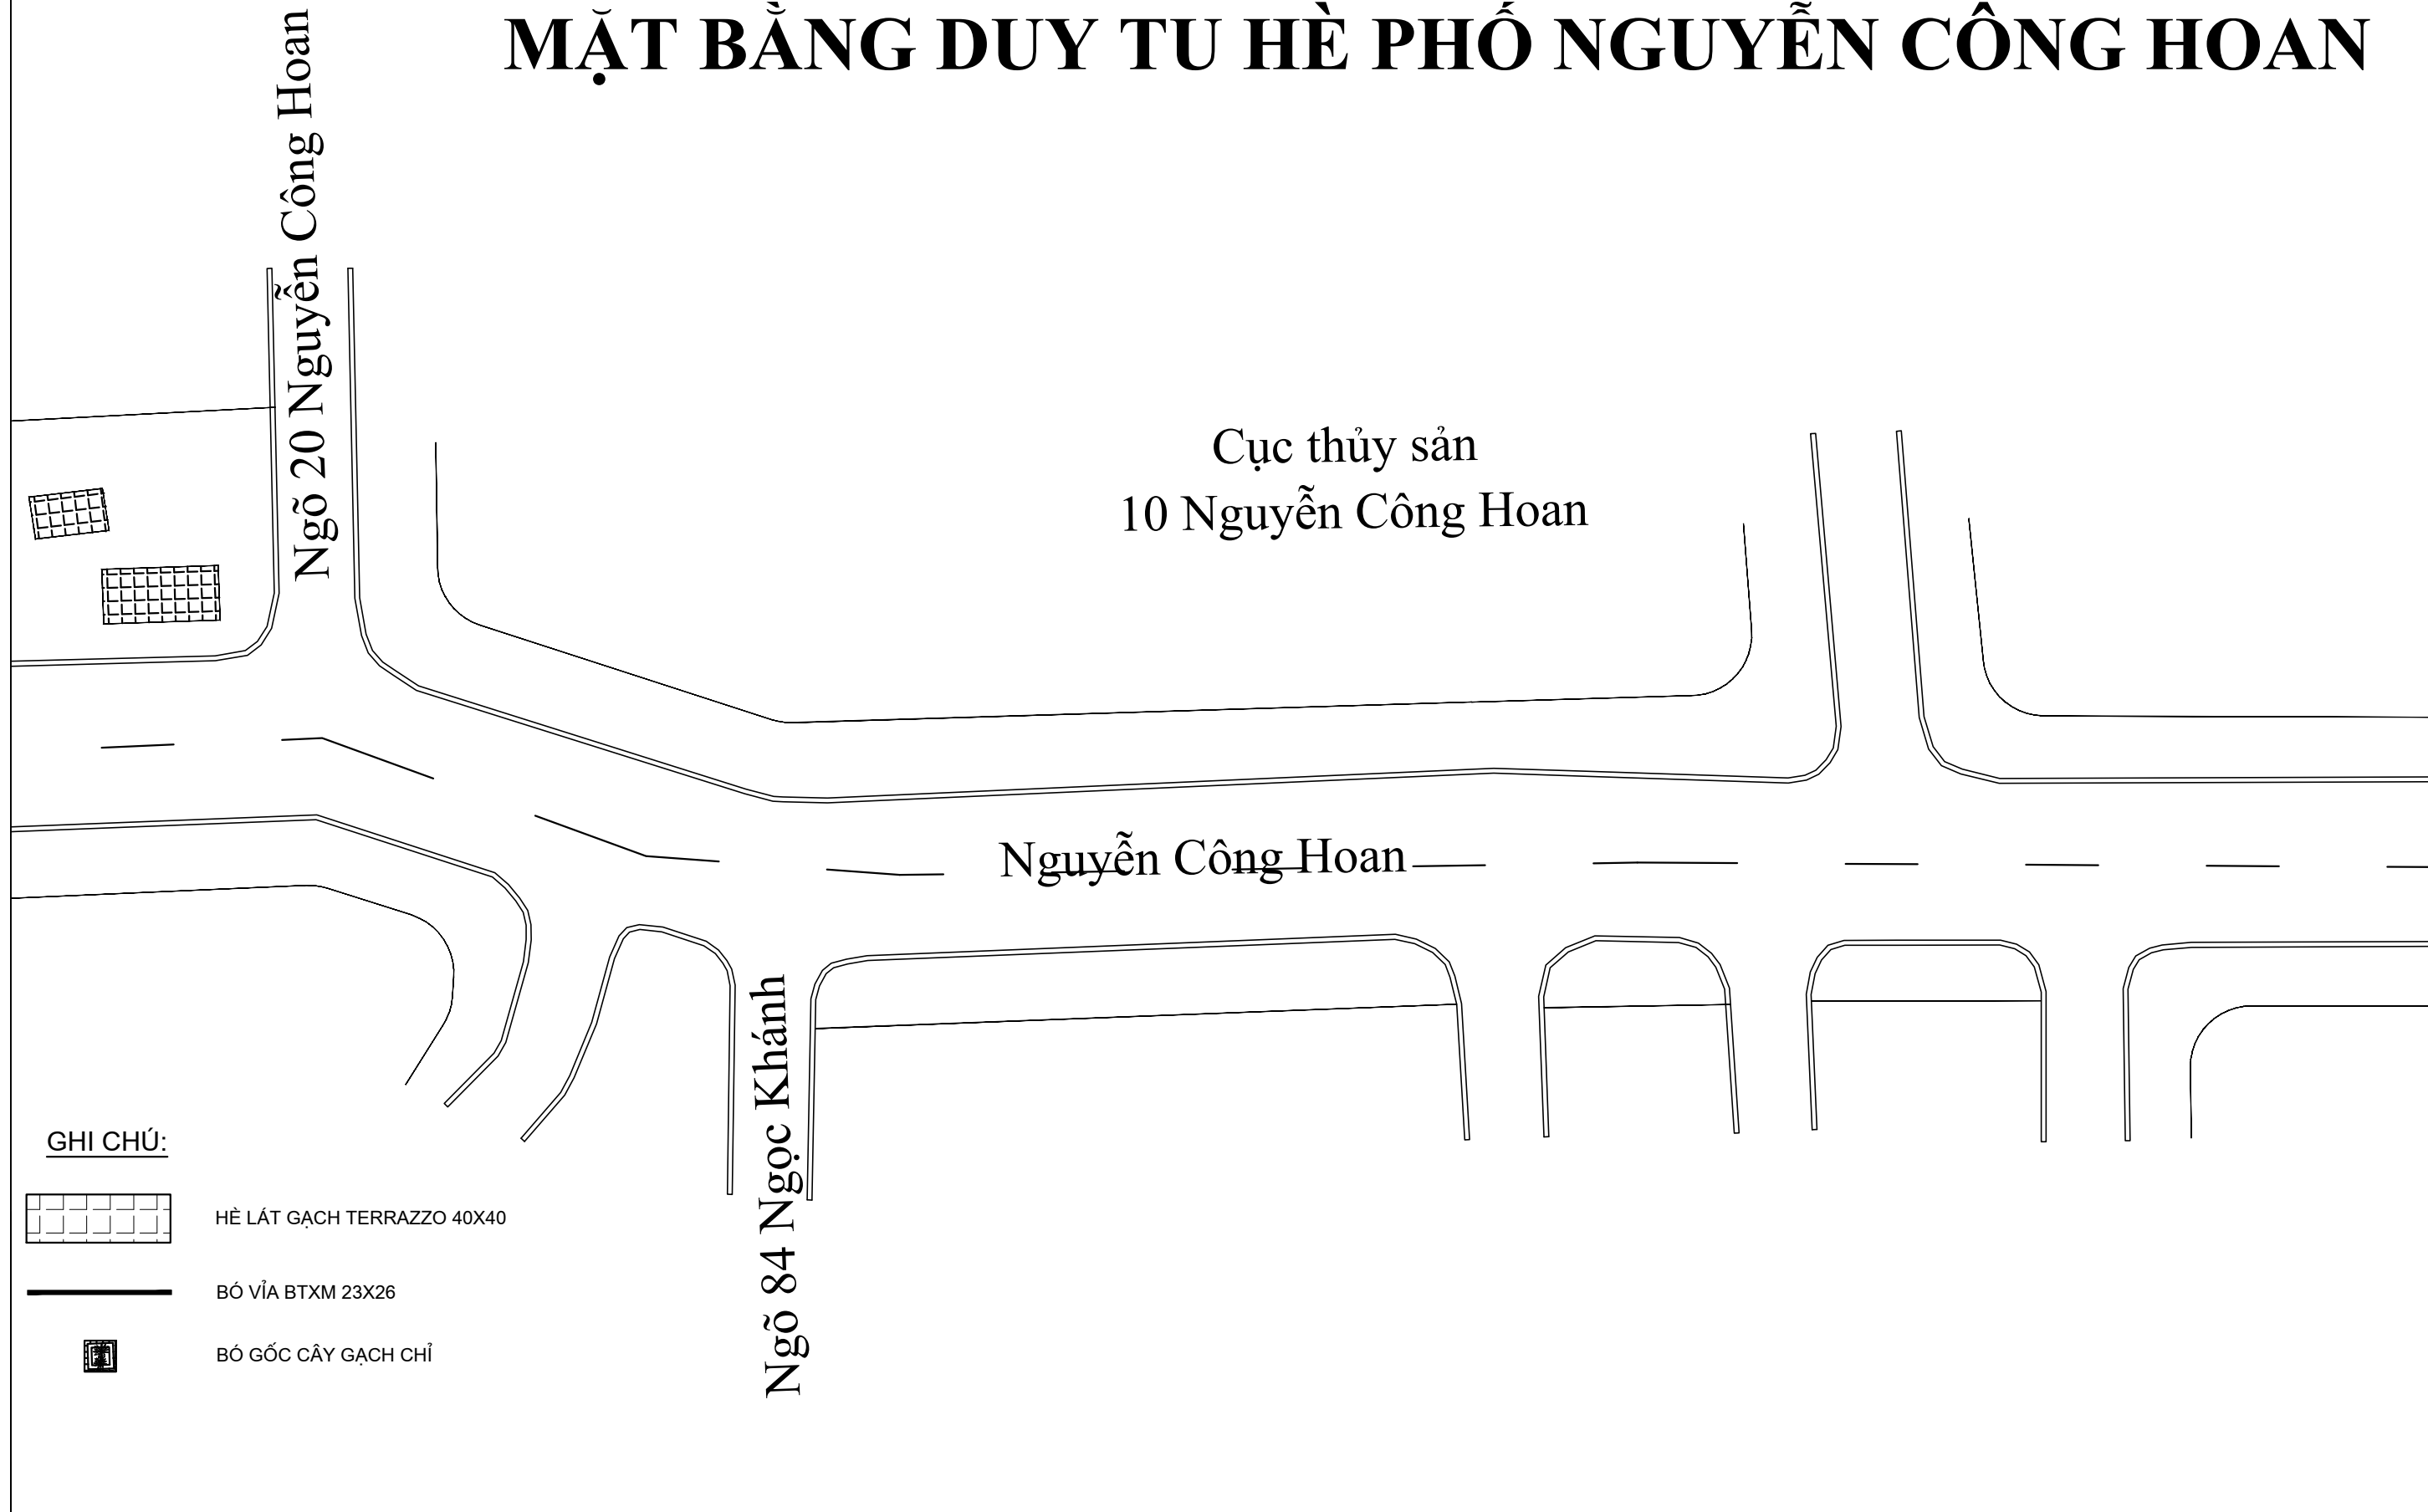 MẶT BẰNG DUY TU HÈ PHỐ NGUYỄN CÔNG HOAN
Ngõ 20 Nguyễn Công Hoan
Cục thủy sản
10 Nguyễn Công Hoan
Nguyễn Công Hoan
Ngõ 84 Ngọc Khánh
GHI CHÚ:
HÈ LÁT GẠCH TERRAZZO 40X40
BÓ VỈA BTXM 23X26
BÓ GỐC CÂY GẠCH CHỈ